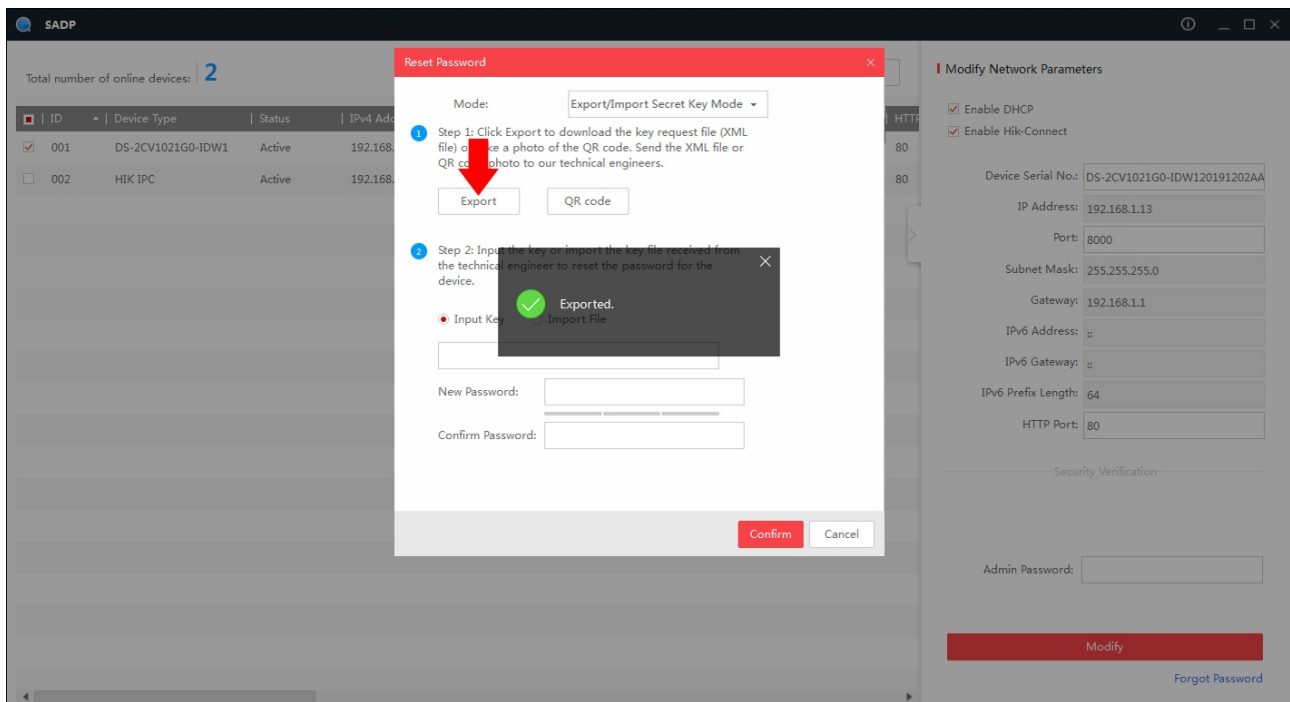 SADP
Total number of online devices: 2
ID | Device Type | Status | IPv4 Add | HTTP
001 DS-2CV1021G0-IDW1 Active 192.168. 80
002 HIK IPC Active 192.168. 80
Reset Password
Mode: Export/Import Secret Key Mode
1 Step 1: Click Export to download the key request file (XML
file) o ke a photo of the QR code. Send the XML file or
QR co photo to our technical engineers.
Export QR code
2 Step 2: Input the key or import the key file received from
the technical engineer to reset the password for the
device.
Exported.
Input Key Import File
New Password:
Confirm Password:
Confirm Cancel
Modify Network Parameters
Enable DHCP
Enable Hik-Connect
Device Serial No.: DS-2CV1021G0-IDW120191202AA
IP Address: 192.168.1.13
Port: 8000
Subnet Mask: 255.255.255.0
Gateway: 192.168.1.1
IPv6 Address: ::
IPv6 Gateway: ::
IPv6 Prefix Length: 64
HTTP Port: 80
Security Verification
Admin Password:
Modify
Forgot Password